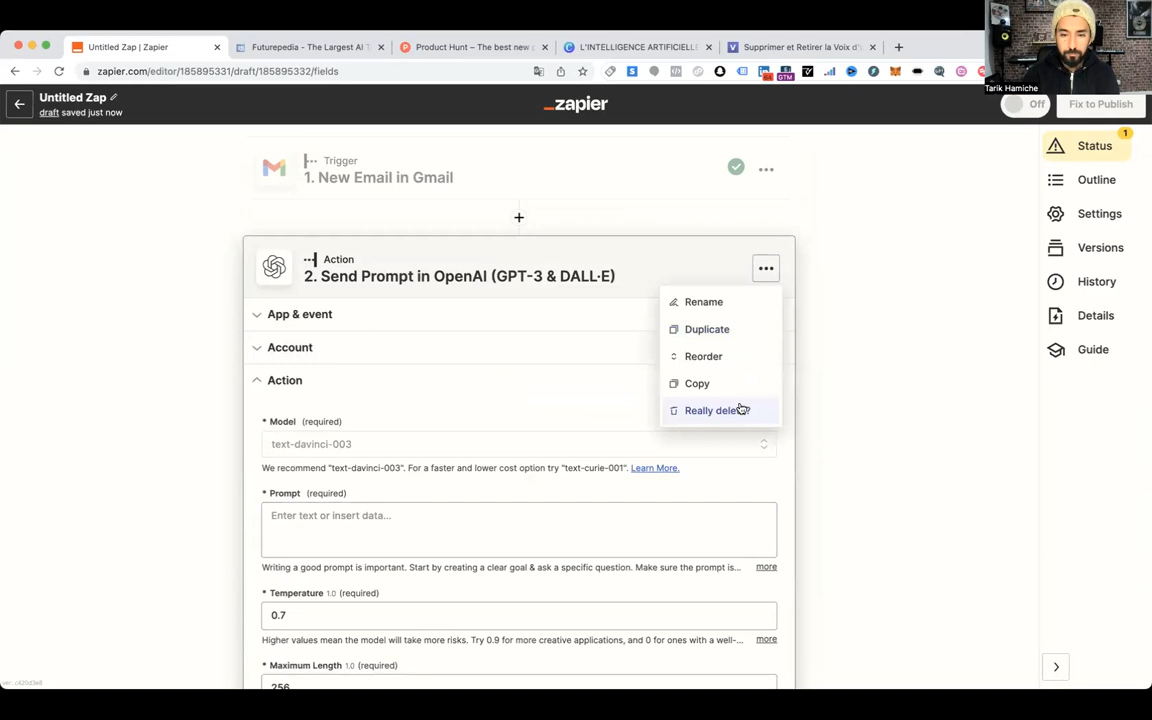 Untitled Zap | Zapier
Futurepedia - The Largest AI T
Product Hunt – The best new p
L'INTELLIGENCE ARTIFICIELL
Supprimer et Retirer la Voix d'
zapier.com/editor/185895331/draft/185895332/fields
Tarik Hamiche
Untitled Zap
draft saved just now
zapier
Off
Fix to Publish
Trigger
1. New Email in Gmail
Status
1
Outline
Settings
Versions
History
Details
Guide
Action
2. Send Prompt in OpenAI (GPT-3 & DALL·E)
Rename
Duplicate
Reorder
Copy
Really delete?
App & event
Account
Action
* Model (required)
text-davinci-003
We recommend "text-davinci-003". For a faster and lower cost option try "text-curie-001". Learn More.
* Prompt (required)
Enter text or insert data...
Writing a good prompt is important. Start by creating a clear goal & ask a specific question. Make sure the prompt is... more
* Temperature 1.0 (required)
0.7
Higher values mean the model will take more risks. Try 0.9 for more creative applications, and 0 for ones with a well-... more
* Maximum Length 1.0 (required)
256